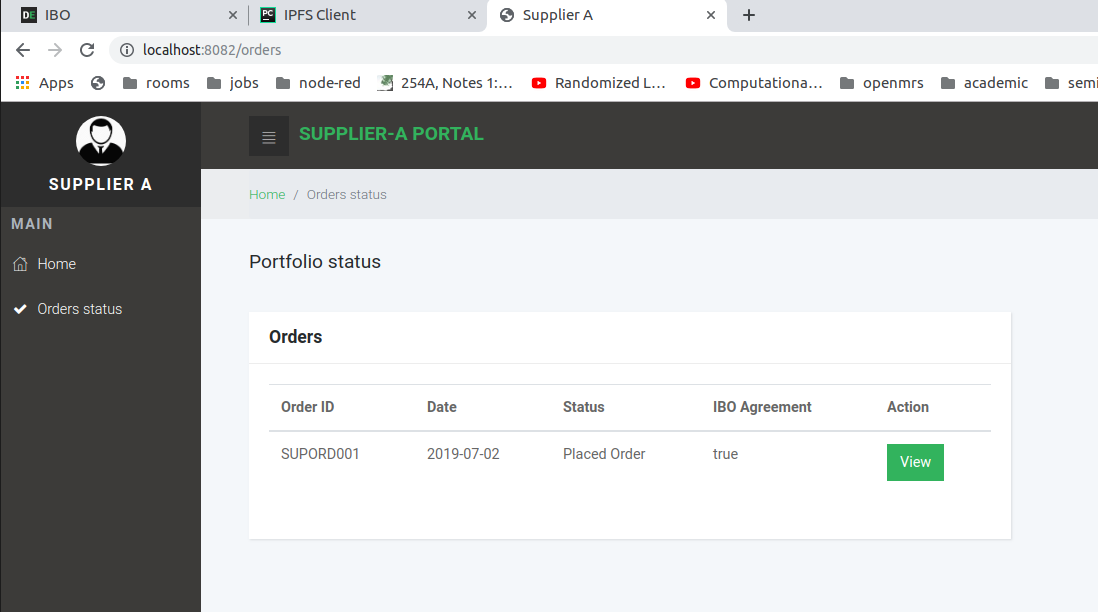 DE IBO
PC IPFS Client
Supplier A
localhost:8082/orders
Apps rooms jobs node-red 254A, Notes 1:... Randomized L... Computationa... openmrs academic semi
SUPPLIER A
SUPPLIER-A PORTAL
Home / Orders status
MAIN
Home
Orders status
Portfolio status
Orders
Order ID Date Status IBO Agreement Action
SUPORD001 2019-07-02 Placed Order true View